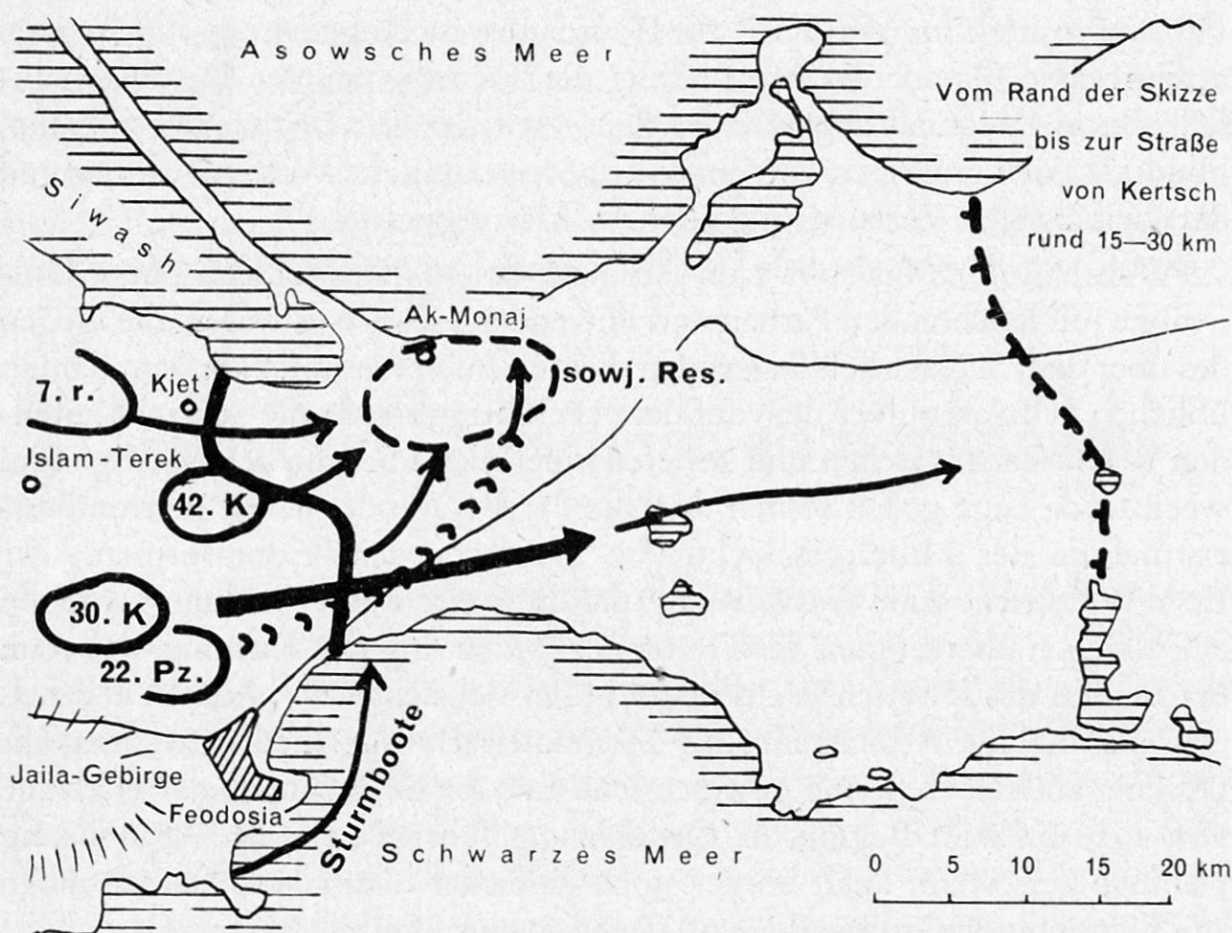 Asowsches Meer
Vom Rand der Skizze
bis zur Straße
von Kertsch
rund 15—30 km
Siwash
Ak-Monaj
7. r.
Kjet
sowj. Res.
Jslam-Terek
42. K
30. K
22. Pz.
Jaila-Gebirge
Feodosia
Sturmboote
Schwarzes Meer
0 5 10 15 20 km